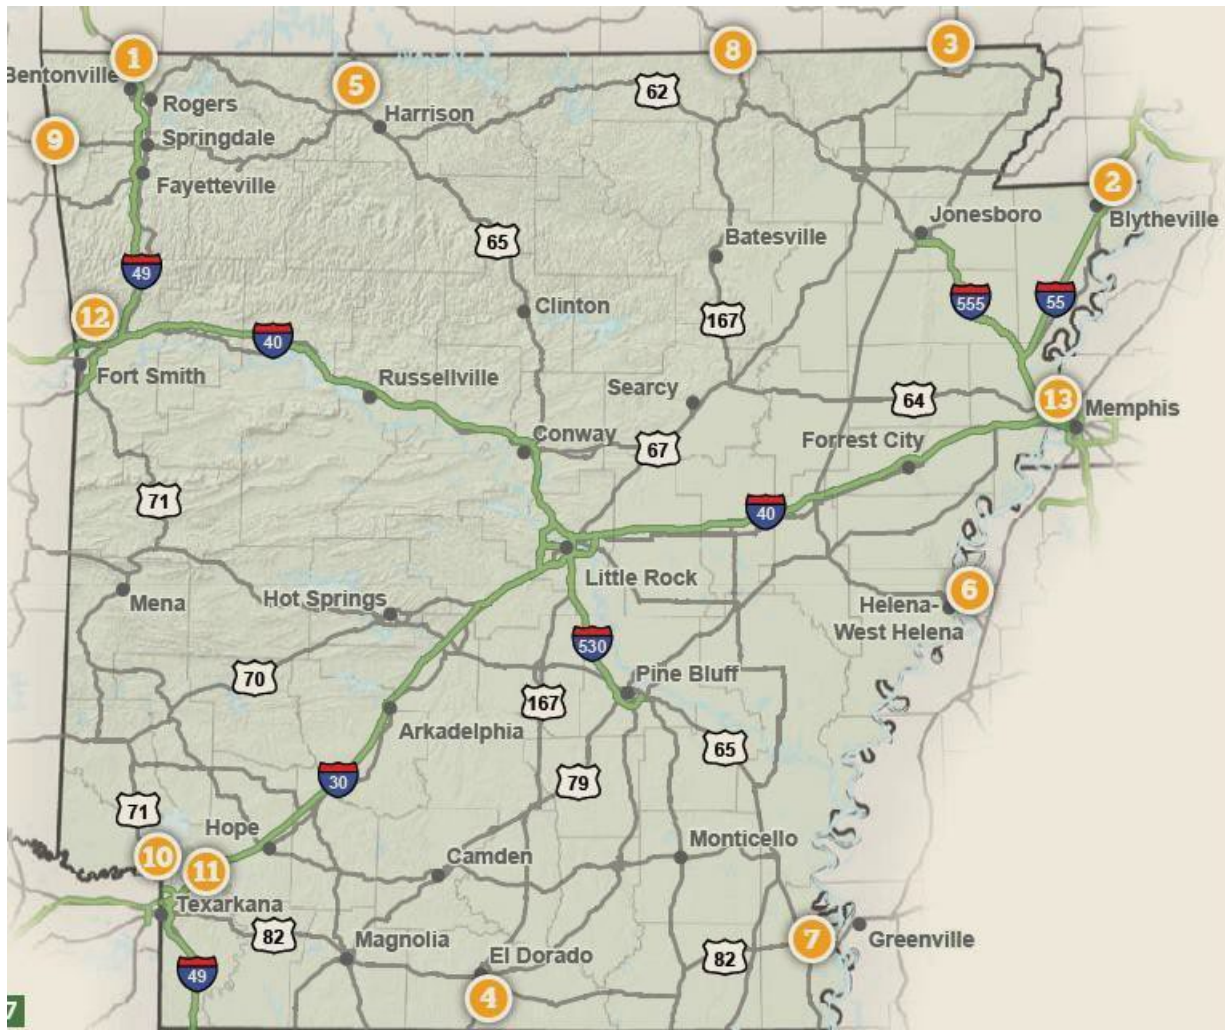 3
8
1
Bentonville
5
62
Rogers
Harrison
9
Springdale
2
Fayetteville
Jonesboro
Blytheville
65
Batesville
49
555
55
Clinton
12
167
40
Fort Smith
Russellville
Searcy
64
13
Memphis
Conway
67
Forrest City
71
40
Little Rock
6
Mena
Hot Springs
Helena-
West Helena
530
70
Pine Bluff
167
Arkadelphia
65
30
79
71
Hope
Monticello
10
11
Camden
Texarkana
82
Magnolia
7
Greenville
El Dorado
82
49
4
7